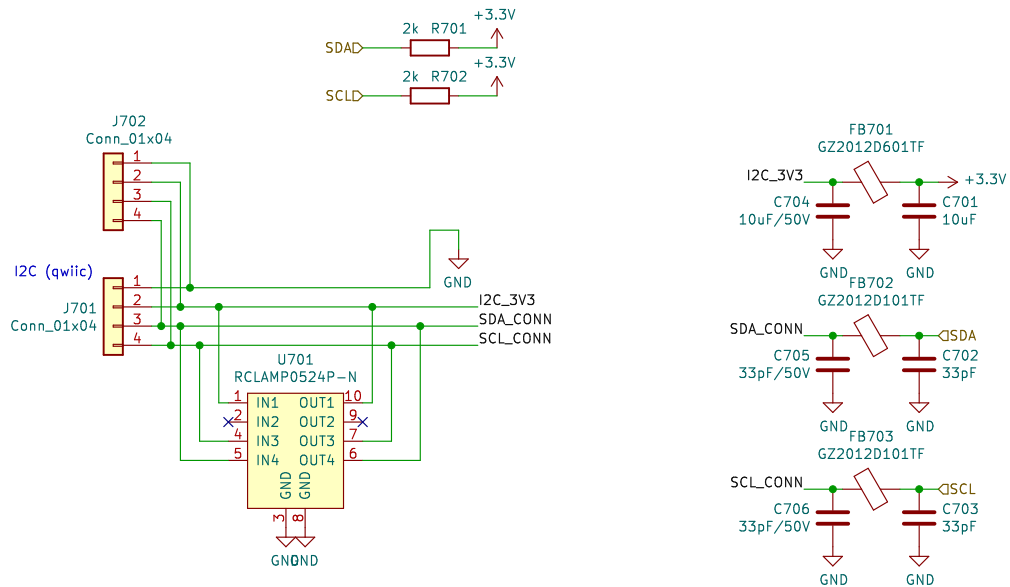 +3.3V
2k R701
SDA
+3.3V
2k R702
SCL
J702
Conn_01x04
1
2
3
4
I2C (qwiic)
J701
Conn_01x04
1
2
3
4
GND
I2C_3V3
SDA_CONN
SCL_CONN
U701
RCLAMP0524P-N
1 IN1 OUT1 10
2 IN2 OUT2 9
4 IN3 OUT3 7
5 IN4 OUT4 6
GND GND
3 8
GND GND
FB701
GZ2012D601TF
I2C_3V3 +3.3V
C704 C701
10uF/50V 10uF
GND GND
FB702
GZ2012D101TF
SDA_CONN SDA
C705 C702
33pF/50V 33pF
GND GND
FB703
GZ2012D101TF
SCL_CONN SCL
C706 C703
33pF/50V 33pF
GND GND